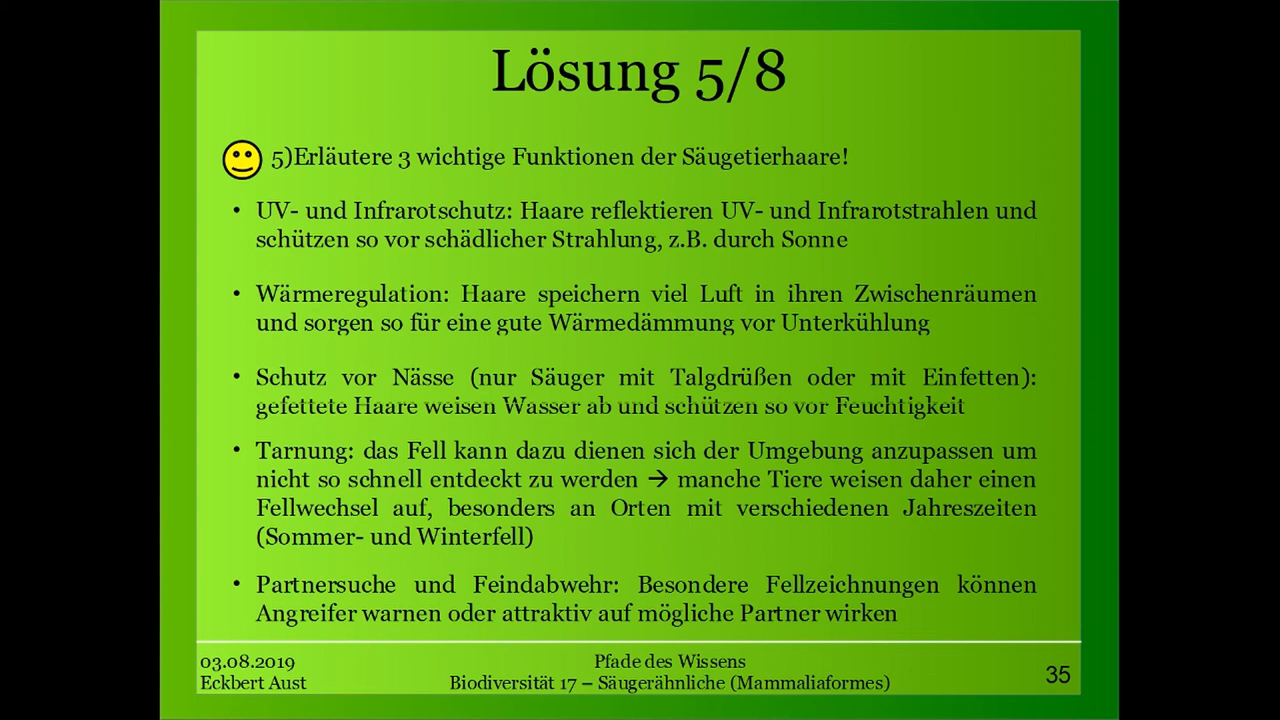 Lösung 5/8
5)Erläutere 3 wichtige Funktionen der Säugetierhaare!
• UV- und Infrarotschutz: Haare reflektieren UV- und Infrarotstrahlen und
schützen so vor schädlicher Strahlung, z.B. durch Sonne
• Wärmeregulation: Haare speichern viel Luft in ihren Zwischenräumen
und sorgen so für eine gute Wärmedämmung vor Unterkühlung
• Schutz vor Nässe (nur Säuger mit Talgdrüßen oder mit Einfetten):
gefettete Haare weisen Wasser ab und schützen so vor Feuchtigkeit
• Tarnung: das Fell kann dazu dienen sich der Umgebung anzupassen um
nicht so schnell entdeckt zu werden → manche Tiere weisen daher einen
Fellwechsel auf, besonders an Orten mit verschiedenen Jahreszeiten
(Sommer- und Winterfell)
• Partnersuche und Feindabwehr: Besondere Fellzeichnungen können
Angreifer warnen oder attraktiv auf mögliche Partner wirken
03.08.2019
Eckbert Aust
Pfade des Wissens
Biodiversität 17 – Säugerähnliche (Mammaliaformes)
35